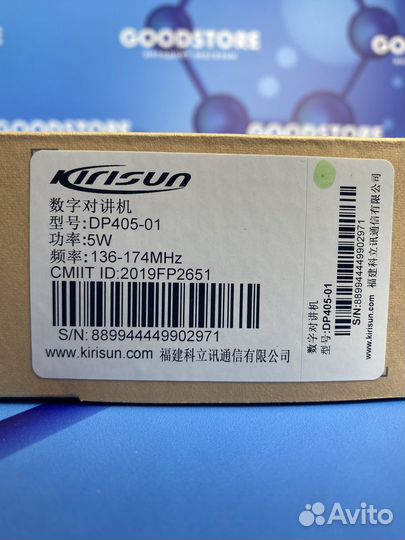 GOODSTORE
GOODSTORE
Kirisun
数字对讲机
型号:DP405-01
功率:5W
频率:136-174MHz
CMIIT ID:2019FP2651
S/N: 889944449902971
www.kirisun.com 福建科立讯通信有限公司
数字对讲机
型号:DP405-01
S/N:889944449902971
福建科立讯通信有限公司
Avito